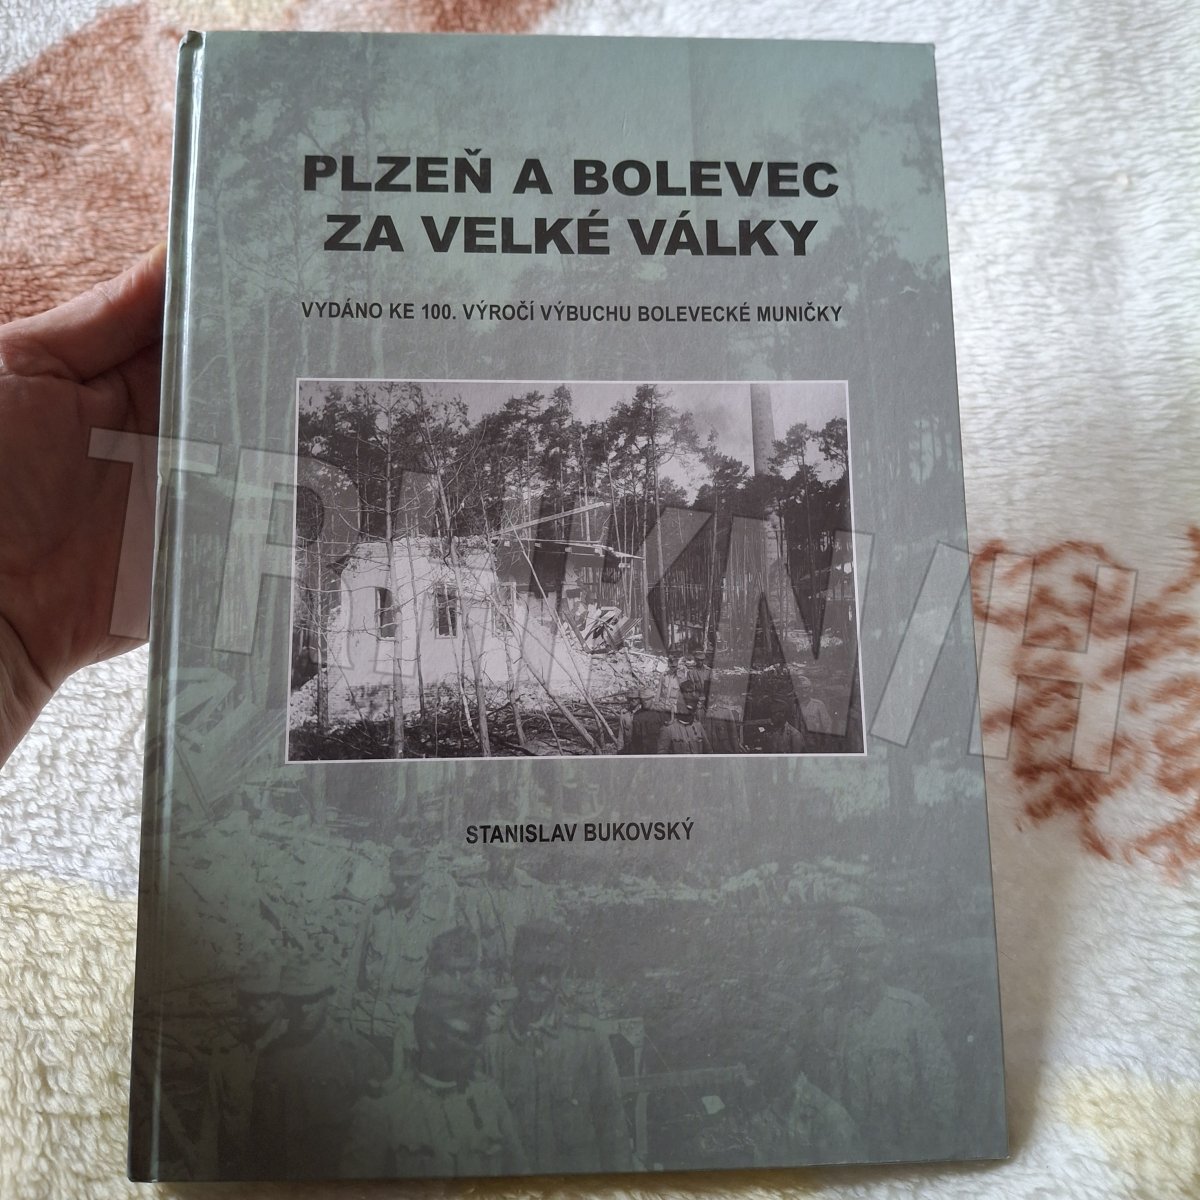 PLZEŇ A BOLEVEC
ZA VELKÉ VÁLKY
VYDÁNO KE 100. VÝROČÍ VÝBUCHU BOLEVECKÉ MUNIČKY
STANISLAV BUKOVSKÝ